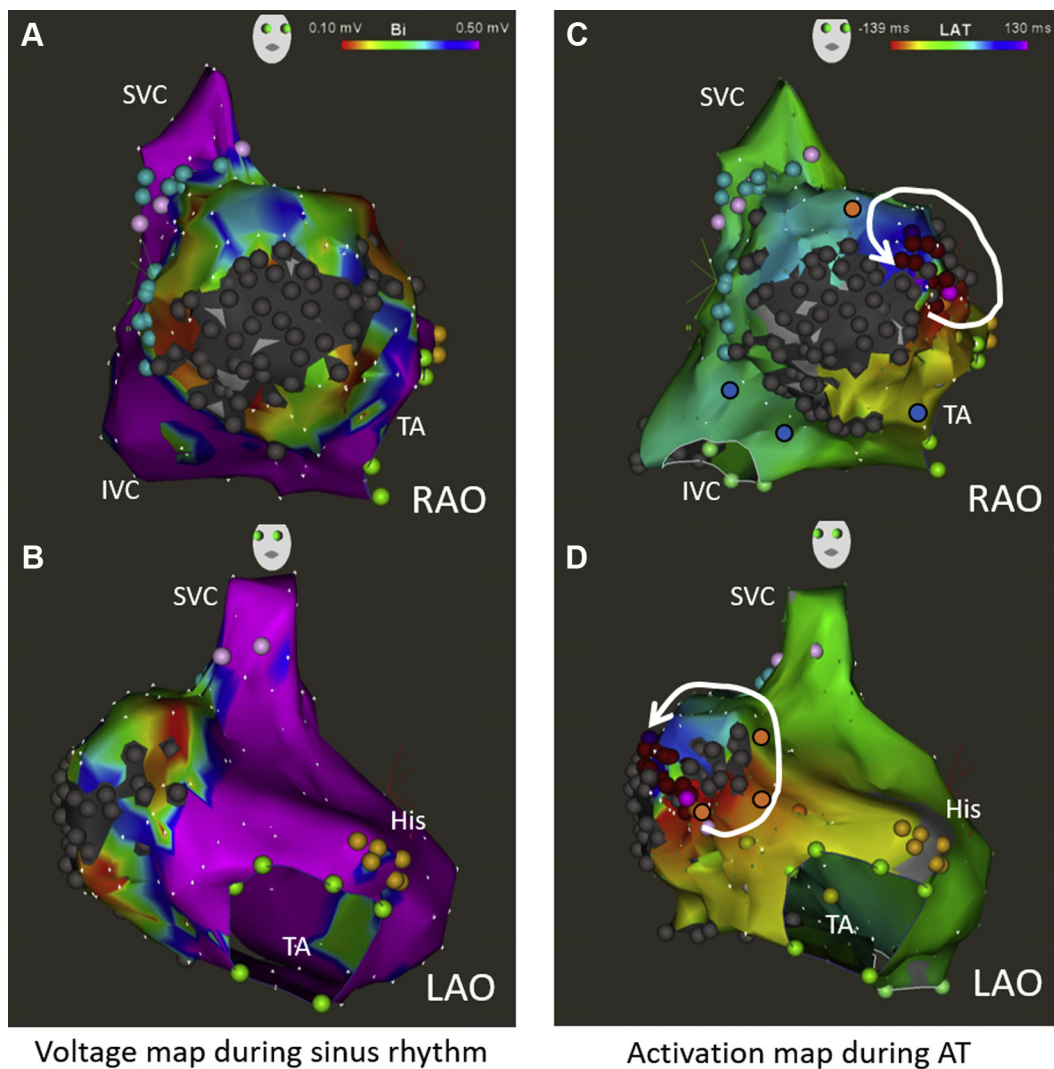 A
0.10 mV Bi 0.50 mV
SVC
TA
IVC
RAO
C
-139 ms LAT 130 ms
SVC
TA
IVC
RAO
B
SVC
His
TA
LAO
D
SVC
His
TA
LAO
Voltage map during sinus rhythm
Activation map during AT